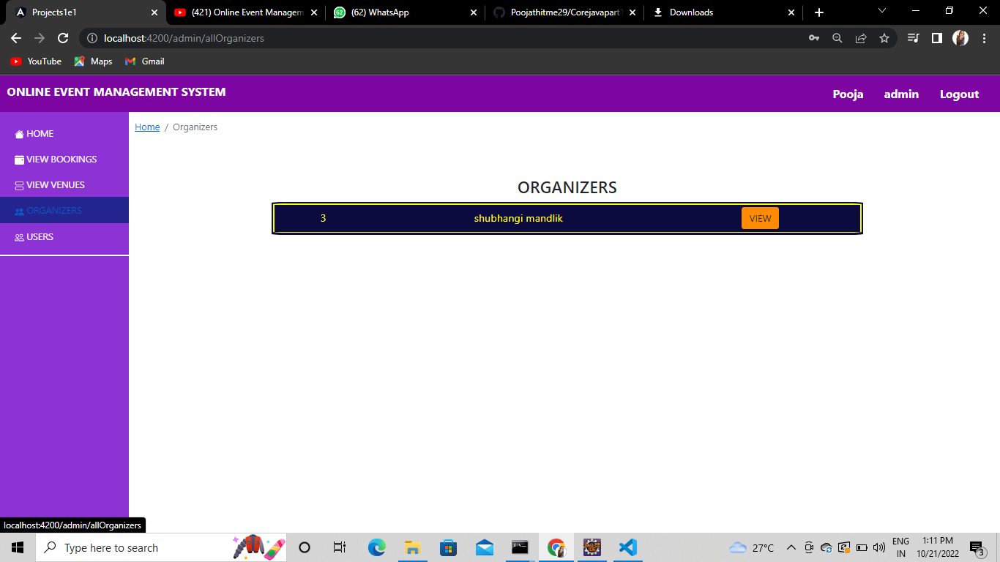 Projects1e1
(421) Online Event Managem
(62) WhatsApp
Poojathitme29/Corejavapart1
Downloads
localhost:4200/admin/allOrganizers
YouTube
Maps
Gmail
ONLINE EVENT MANAGEMENT SYSTEM
Pooja
admin
Logout
HOME
VIEW BOOKINGS
VIEW VENUES
ORGANIZERS
USERS
Home / Organizers
ORGANIZERS
3 shubhangi mandlik VIEW
localhost:4200/admin/allOrganizers
Type here to search
27°C
ENG
IN
1:11 PM
10/21/2022
3